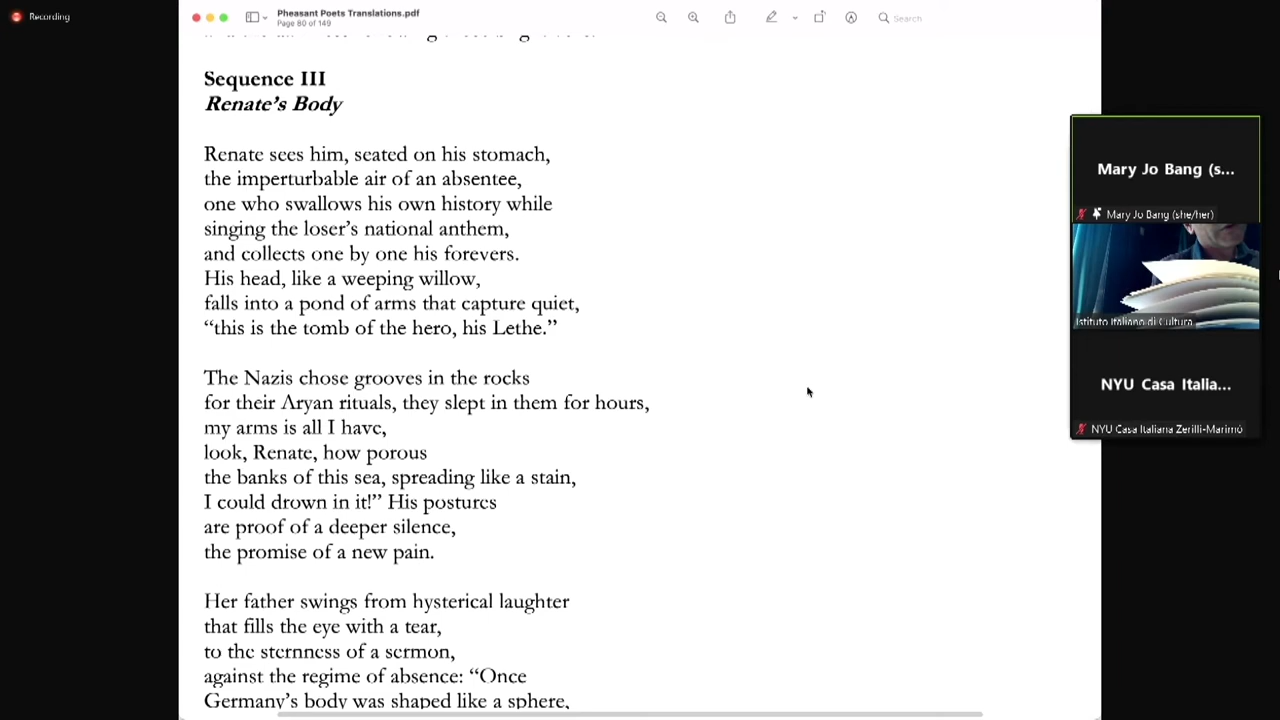 Recording
Pheasant Poets Translations.pdf
Page 80 of 149
Search
Sequence III
Renate's Body
Renate sees him, seated on his stomach,
the imperturbable air of an absentee,
one who swallows his own history while
singing the loser's national anthem,
and collects one by one his forevers.
His head, like a weeping willow,
falls into a pond of arms that capture quiet,
“this is the tomb of the hero, his Lethe.”
The Nazis chose grooves in the rocks
for their Aryan rituals, they slept in them for hours,
my arms is all I have,
look, Renate, how porous
the banks of this sea, spreading like a stain,
I could drown in it!” His postures
are proof of a deeper silence,
the promise of a new pain.
Her father swings from hysterical laughter
that fills the eye with a tear,
to the sternness of a sermon,
against the regime of absence: “Once
Germany's body was shaped like a sphere,
Mary Jo Bang (s...
Mary Jo Bang (she/her)
Istituto Italiano di Cultura
NYU Casa Italia...
NYU Casa Italiana Zerilli-Marimò